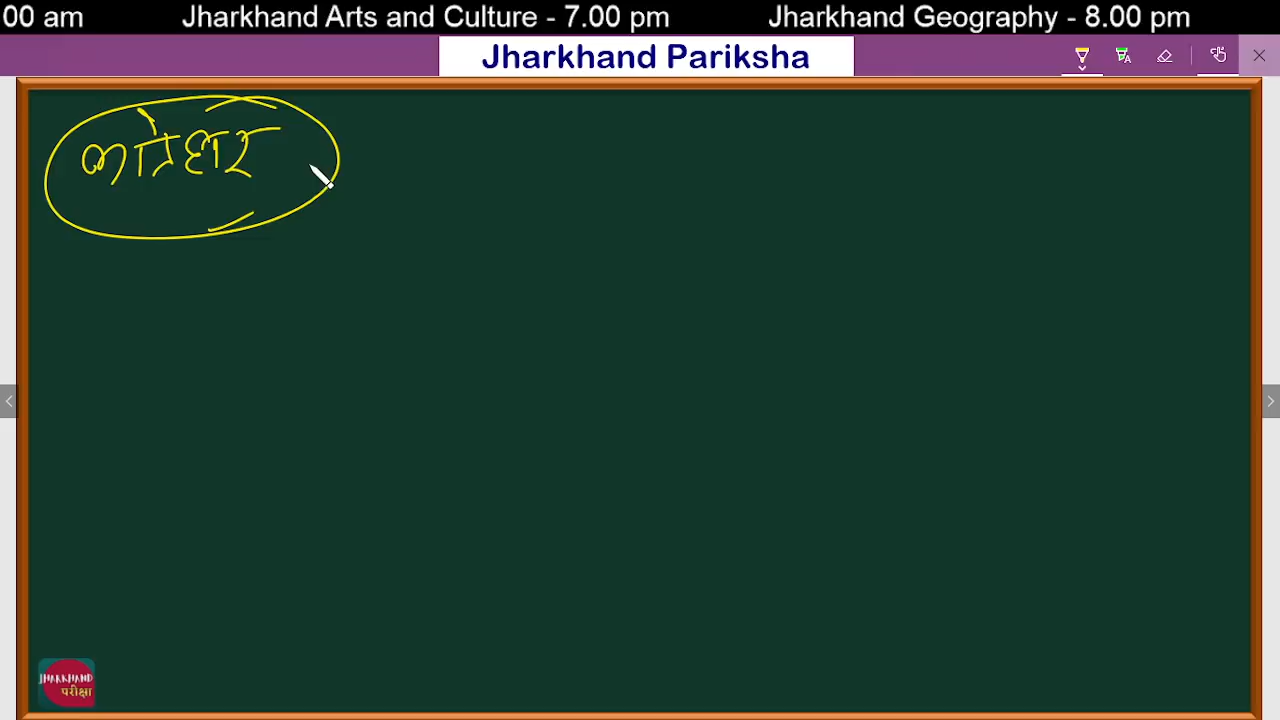 00 am Jharkhand Arts and Culture - 7.00 pm Jharkhand Geography - 8.00 pm
Jharkhand Pariksha
JHARKHAND
परीक्षा